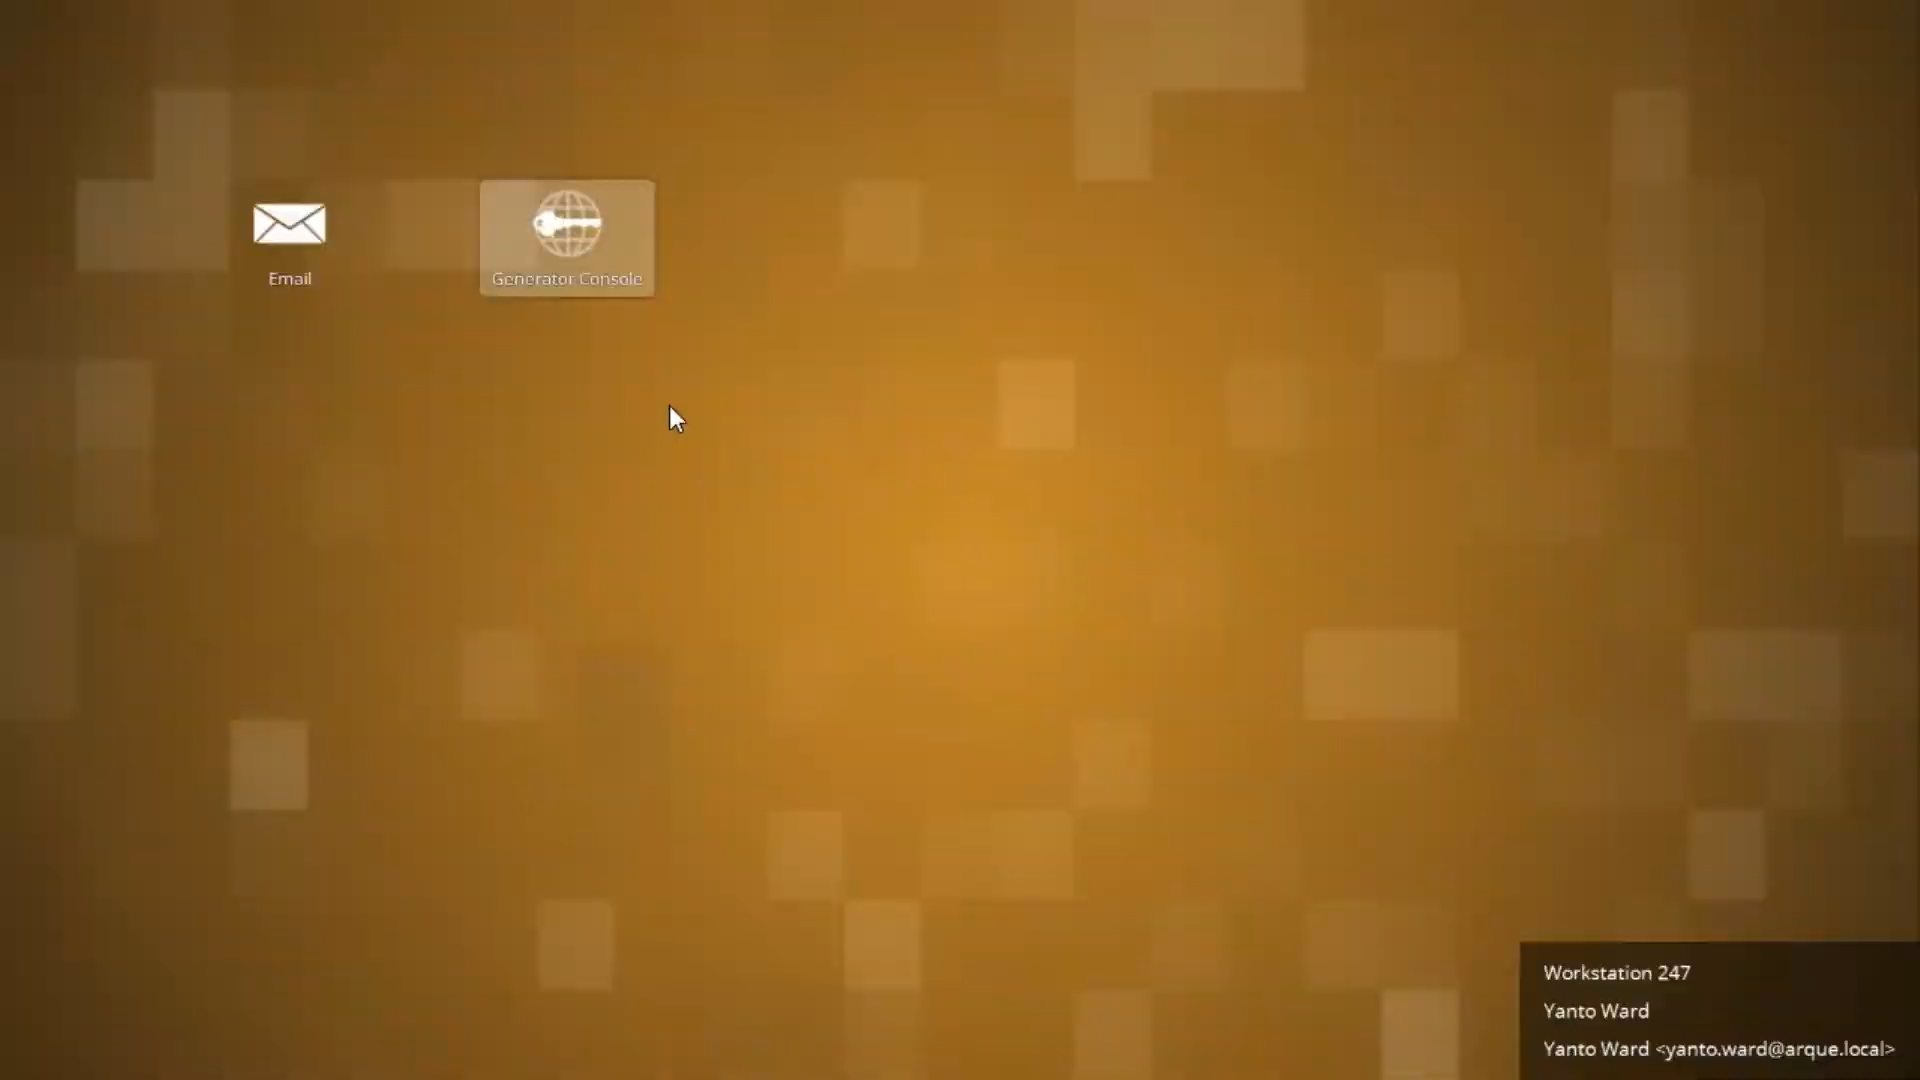 Email
Generator Console
Workstation 247
Yanto Ward
Yanto Ward <yanto.ward@arque.local>